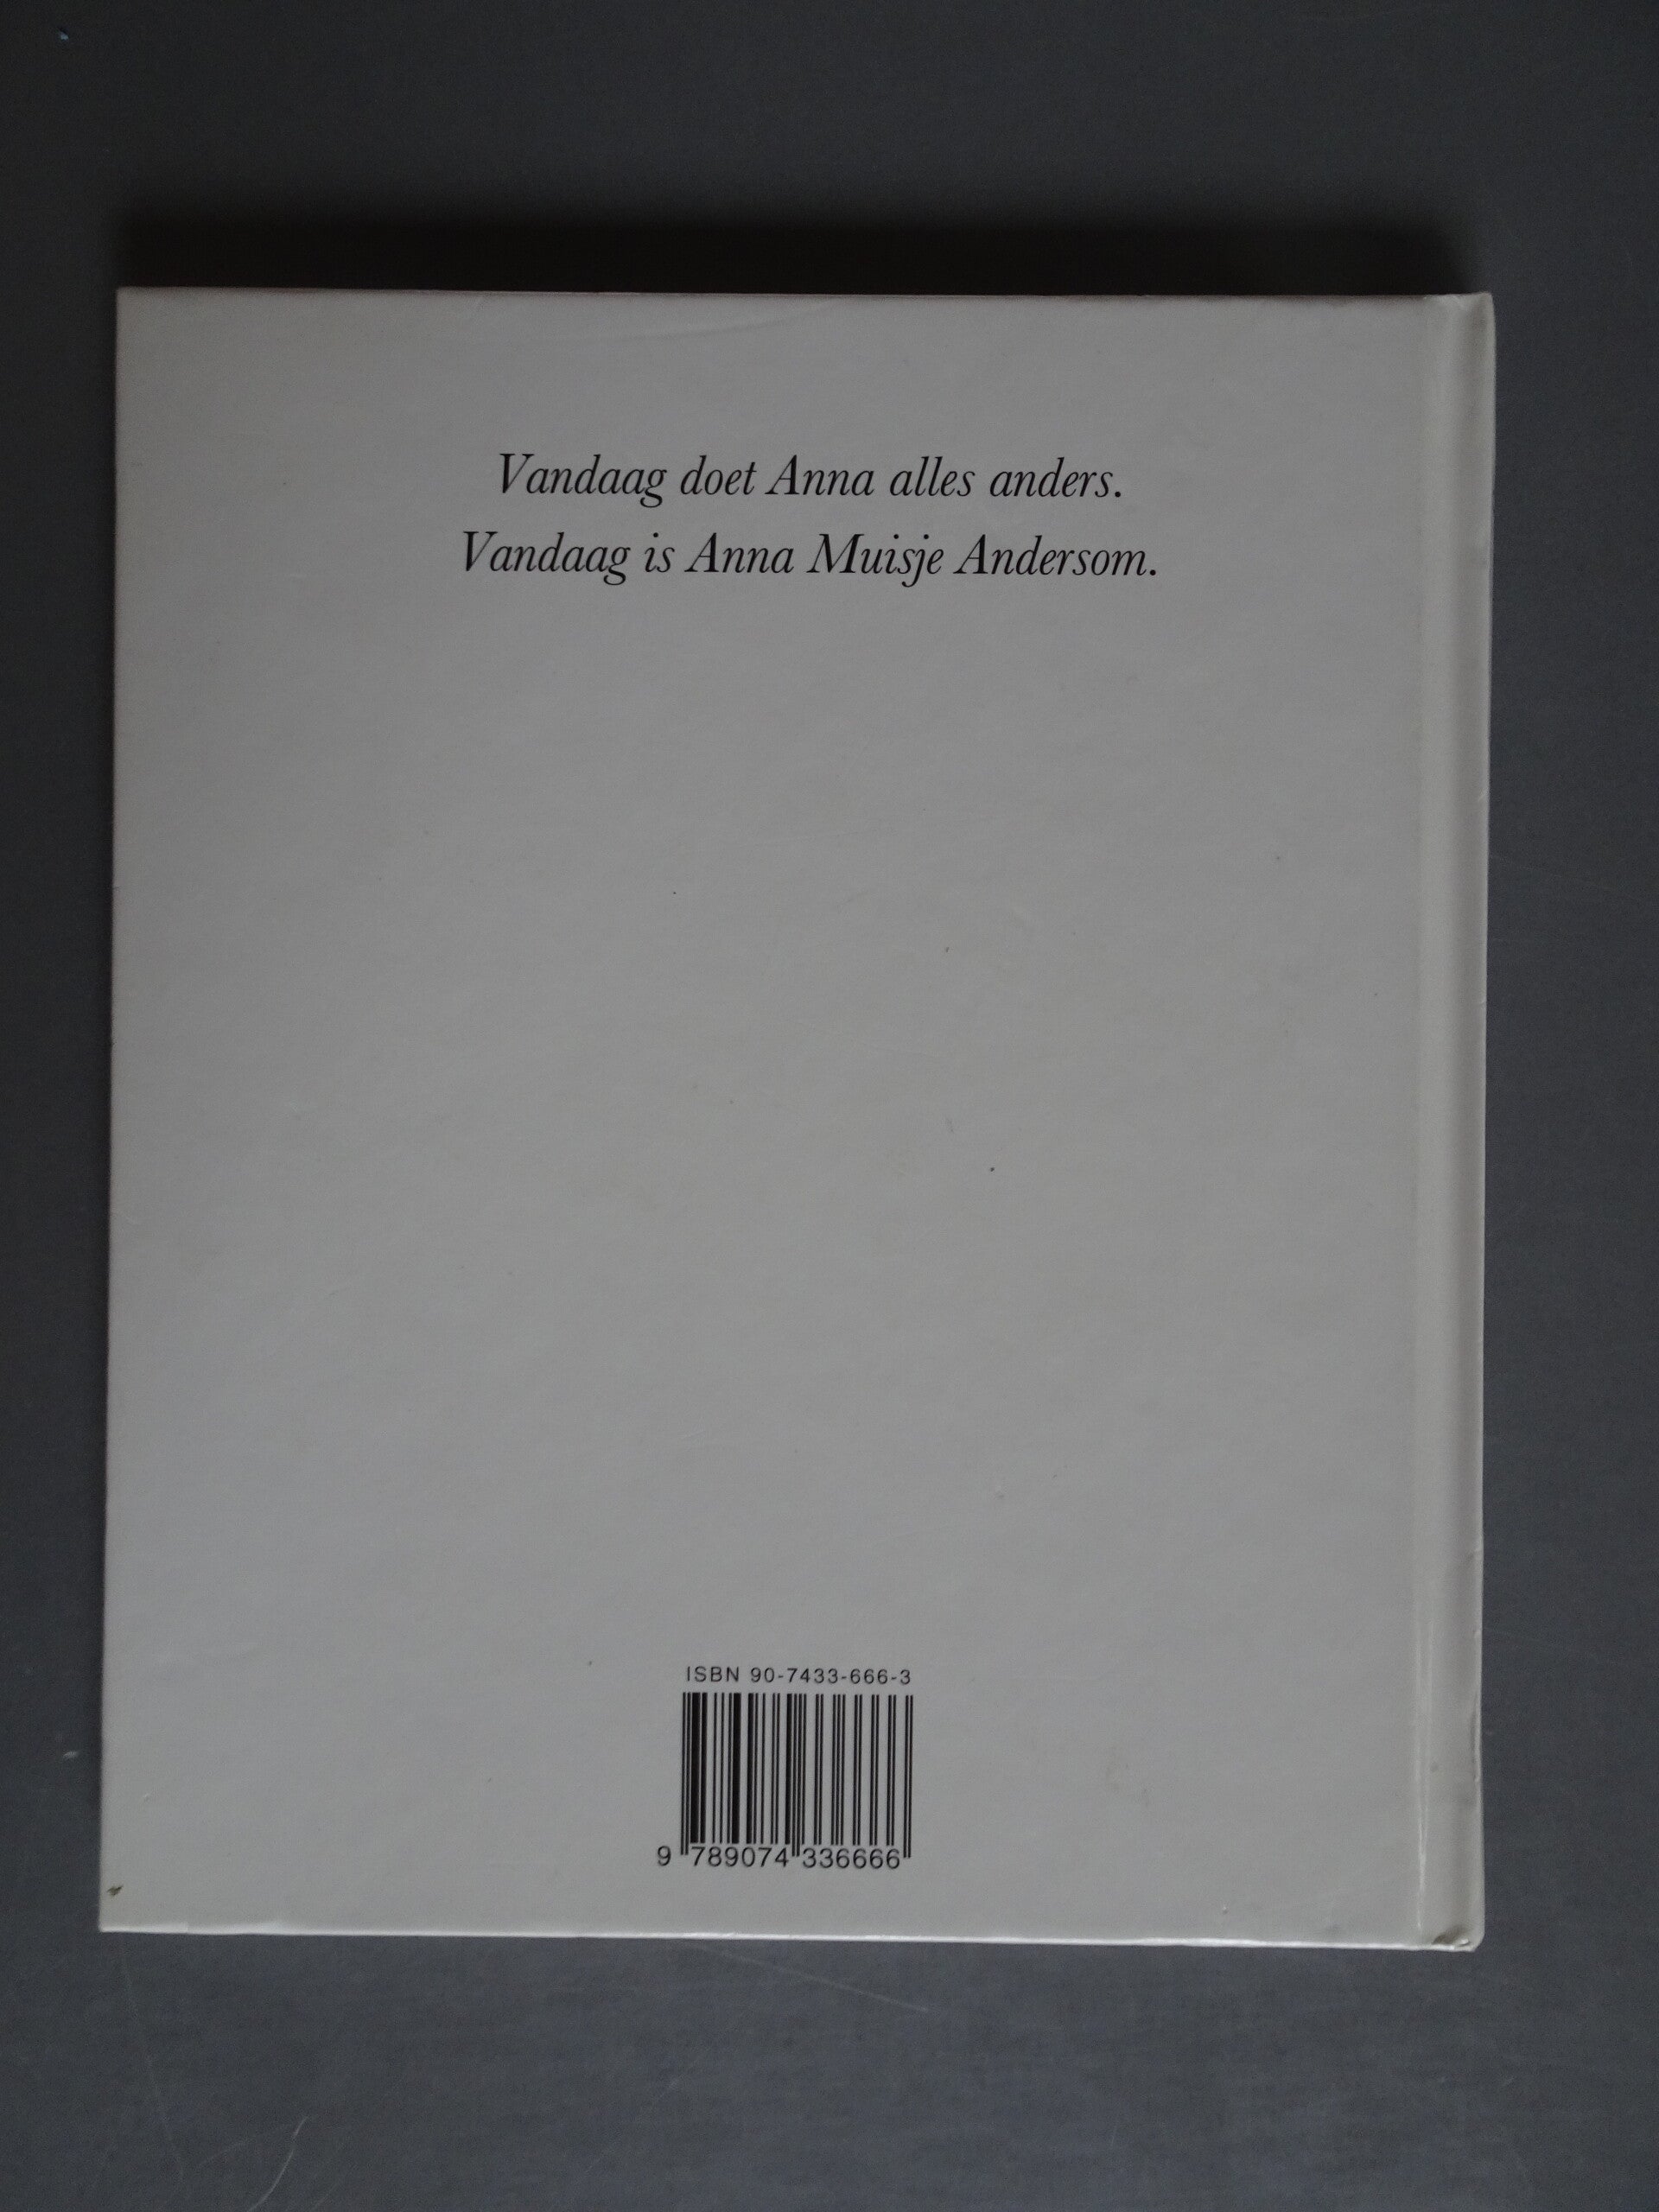 Vandaag doet Anna alles anders.
Vandaag is Anna Muisje Andersom.
ISBN 90-7433-666-3
9 789074 336666